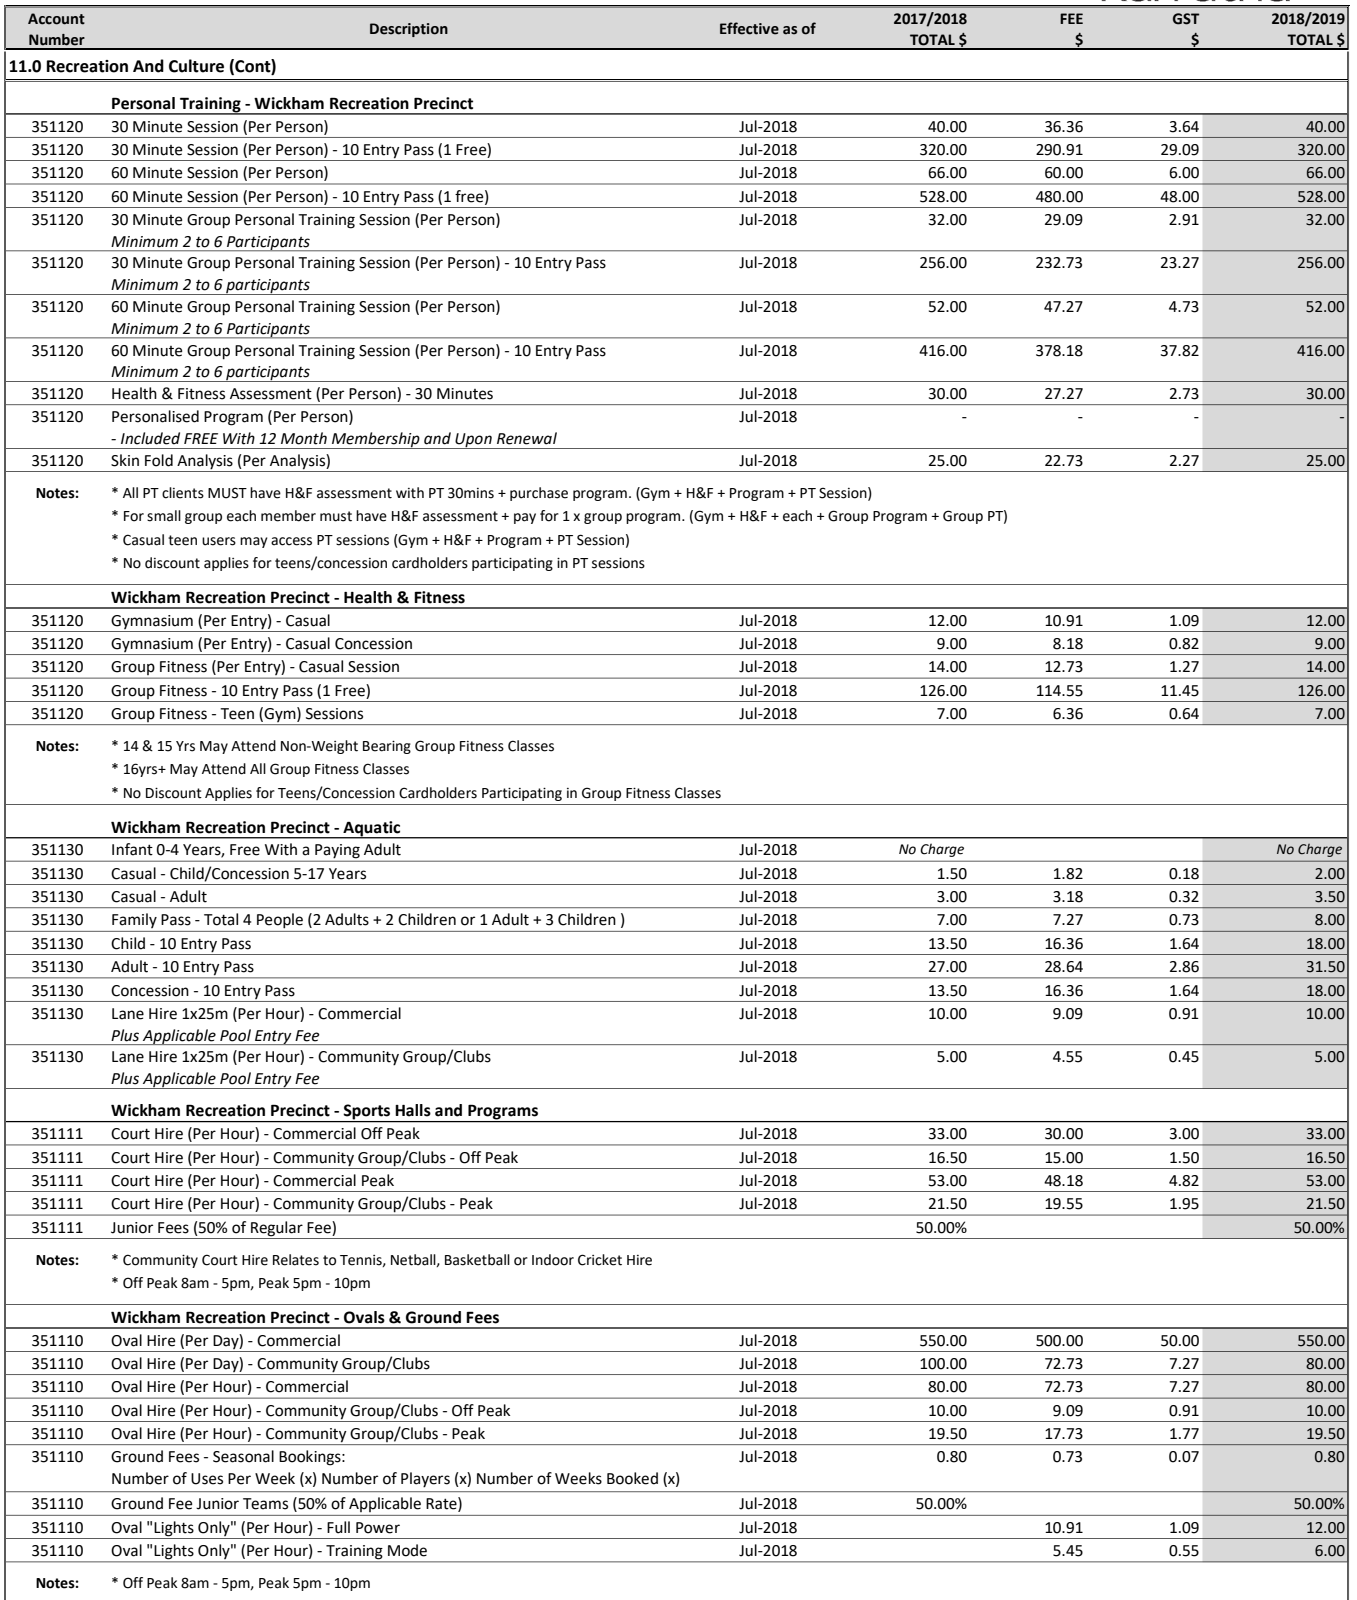 Account Description Effective as of 2017/2018 FEE GST 2018/2019
Number TOTAL $ $ $ TOTAL $
11.0 Recreation And Culture (Cont)
Personal Training - Wickham Recreation Precinct
351120 30 Minute Session (Per Person) Jul-2018 40.00 36.36 3.64 40.00
351120 30 Minute Session (Per Person) - 10 Entry Pass (1 Free) Jul-2018 320.00 290.91 29.09 320.00
351120 60 Minute Session (Per Person) Jul-2018 66.00 60.00 6.00 66.00
351120 60 Minute Session (Per Person) - 10 Entry Pass (1 free) Jul-2018 528.00 480.00 48.00 528.00
351120 30 Minute Group Personal Training Session (Per Person) Jul-2018 32.00 29.09 2.91 32.00
Minimum 2 to 6 Participants
351120 30 Minute Group Personal Training Session (Per Person) - 10 Entry Pass Jul-2018 256.00 232.73 23.27 256.00
Minimum 2 to 6 participants
351120 60 Minute Group Personal Training Session (Per Person) Jul-2018 52.00 47.27 4.73 52.00
Minimum 2 to 6 Participants
351120 60 Minute Group Personal Training Session (Per Person) - 10 Entry Pass Jul-2018 416.00 378.18 37.82 416.00
Minimum 2 to 6 participants
351120 Health & Fitness Assessment (Per Person) - 30 Minutes Jul-2018 30.00 27.27 2.73 30.00
351120 Personalised Program (Per Person) Jul-2018 - - - -
- Included FREE With 12 Month Membership and Upon Renewal
351120 Skin Fold Analysis (Per Analysis) Jul-2018 25.00 22.73 2.27 25.00
Notes: * All PT clients MUST have H&F assessment with PT 30mins + purchase program. (Gym + H&F + Program + PT Session)
* For small group each member must have H&F assessment + pay for 1 x group program. (Gym + H&F + each + Group Program + Group PT)
* Casual teen users may access PT sessions (Gym + H&F + Program + PT Session)
* No discount applies for teens/concession cardholders participating in PT sessions
Wickham Recreation Precinct - Health & Fitness
351120 Gymnasium (Per Entry) - Casual Jul-2018 12.00 10.91 1.09 12.00
351120 Gymnasium (Per Entry) - Casual Concession Jul-2018 9.00 8.18 0.82 9.00
351120 Group Fitness (Per Entry) - Casual Session Jul-2018 14.00 12.73 1.27 14.00
351120 Group Fitness - 10 Entry Pass (1 Free) Jul-2018 126.00 114.55 11.45 126.00
351120 Group Fitness - Teen (Gym) Sessions Jul-2018 7.00 6.36 0.64 7.00
Notes: * 14 & 15 Yrs May Attend Non-Weight Bearing Group Fitness Classes
* 16yrs+ May Attend All Group Fitness Classes
* No Discount Applies for Teens/Concession Cardholders Participating in Group Fitness Classes
Wickham Recreation Precinct - Aquatic
351130 Infant 0-4 Years, Free With a Paying Adult Jul-2018 No Charge No Charge
351130 Casual - Child/Concession 5-17 Years Jul-2018 1.50 1.82 0.18 2.00
351130 Casual - Adult Jul-2018 3.00 3.18 0.32 3.50
351130 Family Pass - Total 4 People (2 Adults + 2 Children or 1 Adult + 3 Children ) Jul-2018 7.00 7.27 0.73 8.00
351130 Child - 10 Entry Pass Jul-2018 13.50 16.36 1.64 18.00
351130 Adult - 10 Entry Pass Jul-2018 27.00 28.64 2.86 31.50
351130 Concession - 10 Entry Pass Jul-2018 13.50 16.36 1.64 18.00
351130 Lane Hire 1x25m (Per Hour) - Commercial Jul-2018 10.00 9.09 0.91 10.00
Plus Applicable Pool Entry Fee
351130 Lane Hire 1x25m (Per Hour) - Community Group/Clubs Jul-2018 5.00 4.55 0.45 5.00
Plus Applicable Pool Entry Fee
Wickham Recreation Precinct - Sports Halls and Programs
351111 Court Hire (Per Hour) - Commercial Off Peak Jul-2018 33.00 30.00 3.00 33.00
351111 Court Hire (Per Hour) - Community Group/Clubs - Off Peak Jul-2018 16.50 15.00 1.50 16.50
351111 Court Hire (Per Hour) - Commercial Peak Jul-2018 53.00 48.18 4.82 53.00
351111 Court Hire (Per Hour) - Community Group/Clubs - Peak Jul-2018 21.50 19.55 1.95 21.50
351111 Junior Fees (50% of Regular Fee) 50.00% 50.00%
Notes: * Community Court Hire Relates to Tennis, Netball, Basketball or Indoor Cricket Hire
* Off Peak 8am - 5pm, Peak 5pm - 10pm
Wickham Recreation Precinct - Ovals & Ground Fees
351110 Oval Hire (Per Day) - Commercial Jul-2018 550.00 500.00 50.00 550.00
351110 Oval Hire (Per Day) - Community Group/Clubs Jul-2018 100.00 72.73 7.27 80.00
351110 Oval Hire (Per Hour) - Commercial Jul-2018 80.00 72.73 7.27 80.00
351110 Oval Hire (Per Hour) - Community Group/Clubs - Off Peak Jul-2018 10.00 9.09 0.91 10.00
351110 Oval Hire (Per Hour) - Community Group/Clubs - Peak Jul-2018 19.50 17.73 1.77 19.50
351110 Ground Fees - Seasonal Bookings: Jul-2018 0.80 0.73 0.07 0.80
Number of Uses Per Week (x) Number of Players (x) Number of Weeks Booked (x)
351110 Ground Fee Junior Teams (50% of Applicable Rate) Jul-2018 50.00% 50.00%
351110 Oval "Lights Only" (Per Hour) - Full Power Jul-2018 10.91 1.09 12.00
351110 Oval "Lights Only" (Per Hour) - Training Mode Jul-2018 5.45 0.55 6.00
Notes: * Off Peak 8am - 5pm, Peak 5pm - 10pm